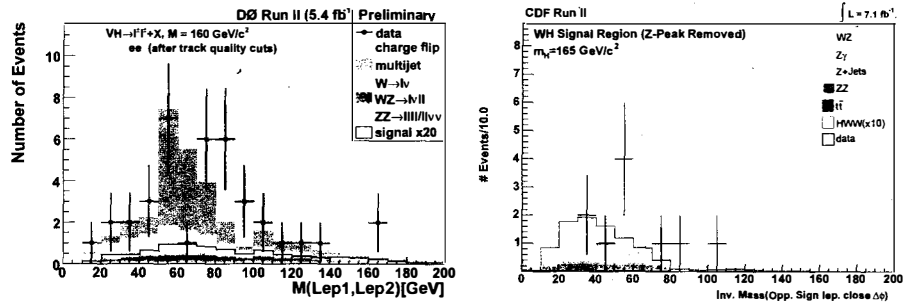 DØ Run II (5.4 fb⁻¹) Preliminary
VH→l±l±+X, M = 160 GeV/c²
ee (after track quality cuts)
data
charge flip
multijet
W→lν
WZ→lνll
ZZ→llll/llνν
signal x20
Number of Events
10
8
6
4
2
0
0 20 40 60 80 100 120 140 160 180 200
M(Lep1,Lep2)[GeV]
CDF Run II
∫ L = 7.1 fb⁻¹
WH Signal Region (Z-Peak Removed)
m_H=165 GeV/c²
WZ
Zγ
Z+Jets
ZZ
tt̄
HWW(x10)
data
# Events/10.0
8
7
6
5
4
3
2
1
0 20 40 60 80 100 120 140 160 180 200
Inv. Mass(Opp. Sign lep. close Δφ)